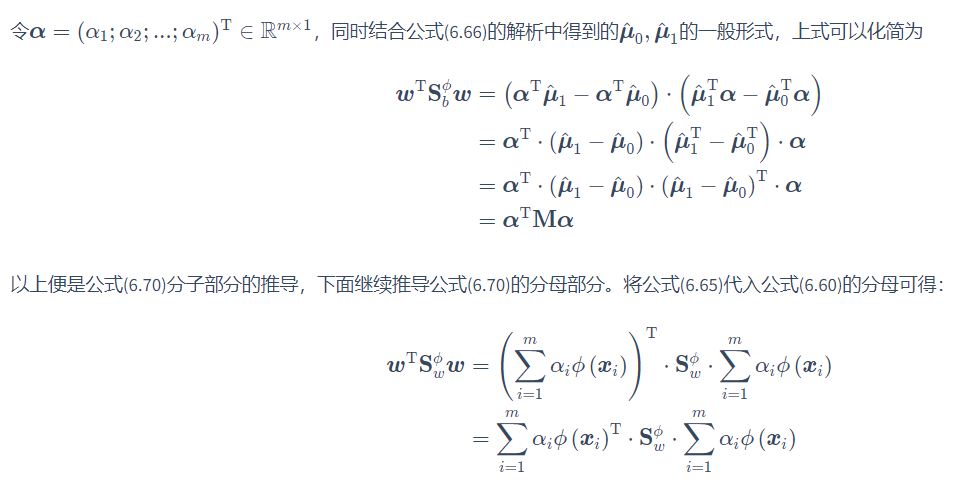 令$\boldsymbol{\alpha} = (\alpha_1; \alpha_2; ...; \alpha_m)^{\mathrm{T}} \in \mathbb{R}^{m \times 1}$，同时结合公式(6.66)的解析中得到的$\hat{\boldsymbol{\mu}}_0, \hat{\boldsymbol{\mu}}_1$的一般形式，上式可以化简为
$\boldsymbol{w}^{\mathrm{T}} \mathbf{S}_b^{\phi} \boldsymbol{w} = \left( \boldsymbol{\alpha}^{\mathrm{T}} \hat{\boldsymbol{\mu}}_1 - \boldsymbol{\alpha}^{\mathrm{T}} \hat{\boldsymbol{\mu}}_0 \right) \cdot \left( \hat{\boldsymbol{\mu}}_1^{\mathrm{T}} \boldsymbol{\alpha} - \hat{\boldsymbol{\mu}}_0^{\mathrm{T}} \boldsymbol{\alpha} \right)$
$= \boldsymbol{\alpha}^{\mathrm{T}} \cdot \left( \hat{\boldsymbol{\mu}}_1 - \hat{\boldsymbol{\mu}}_0 \right) \cdot \left( \hat{\boldsymbol{\mu}}_1^{\mathrm{T}} - \hat{\boldsymbol{\mu}}_0^{\mathrm{T}} \right) \cdot \boldsymbol{\alpha}$
$= \boldsymbol{\alpha}^{\mathrm{T}} \cdot \left( \hat{\boldsymbol{\mu}}_1 - \hat{\boldsymbol{\mu}}_0 \right) \cdot \left( \hat{\boldsymbol{\mu}}_1 - \hat{\boldsymbol{\mu}}_0 \right)^{\mathrm{T}} \cdot \boldsymbol{\alpha}$
$= \boldsymbol{\alpha}^{\mathrm{T}} \mathbf{M} \boldsymbol{\alpha}$
以上便是公式(6.70)分子部分的推导，下面继续推导公式(6.70)的分母部分。将公式(6.65)代入公式(6.60)的分母可得：
$\boldsymbol{w}^{\mathrm{T}} \mathbf{S}_w^{\phi} \boldsymbol{w} = \left( \sum_{i=1}^{m} \alpha_i \phi \left( \boldsymbol{x}_i \right) \right)^{\mathrm{T}} \cdot \mathbf{S}_w^{\phi} \cdot \sum_{i=1}^{m} \alpha_i \phi \left( \boldsymbol{x}_i \right)$
$= \sum_{i=1}^{m} \alpha_i \phi \left( \boldsymbol{x}_i \right)^{\mathrm{T}} \cdot \mathbf{S}_w^{\phi} \cdot \sum_{i=1}^{m} \alpha_i \phi \left( \boldsymbol{x}_i \right)$